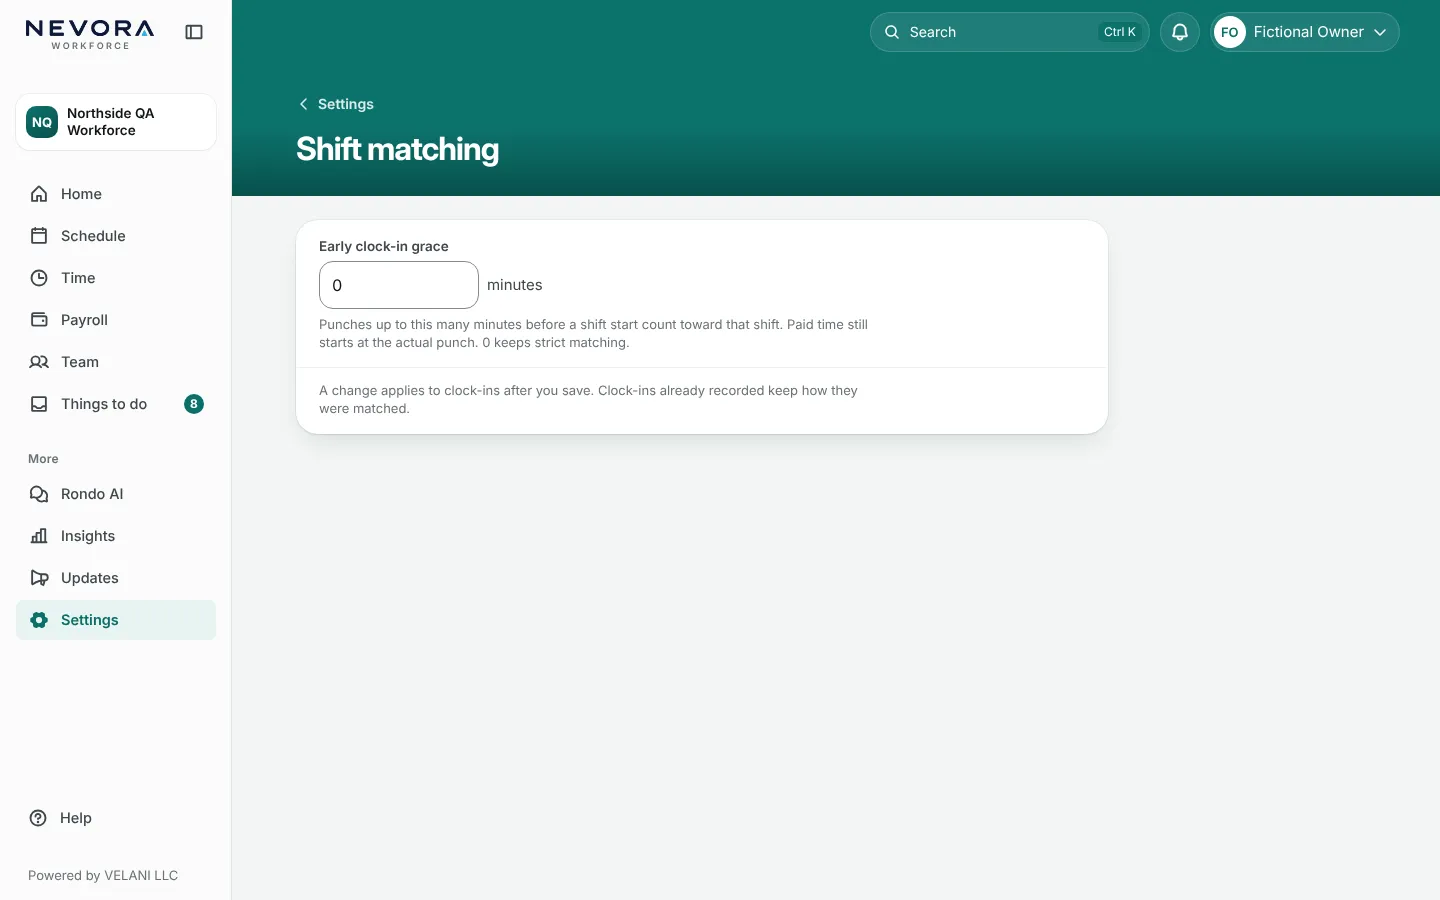 NEVORA
WORKFORCE
Search
Ctrl K
FO
Fictional Owner
NQ
Northside QA
Workforce
Home
Schedule
Time
Payroll
Team
Things to do
8
More
Rondo AI
Insights
Updates
Settings
Help
Powered by VELANI LLC
Settings
Shift matching
Early clock-in grace
0
minutes
Punches up to this many minutes before a shift start count toward that shift. Paid time still
starts at the actual punch. 0 keeps strict matching.
A change applies to clock-ins after you save. Clock-ins already recorded keep how they
were matched.